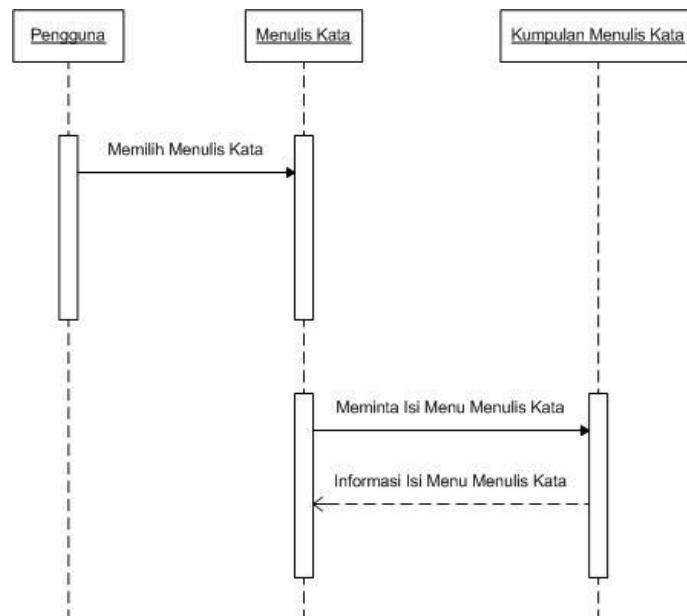 Pengguna
Menulis Kata
Kumpulan Menulis Kata
Memilih Menulis Kata
Meminta Isi Menu Menulis Kata
Informasi Isi Menu Menulis Kata